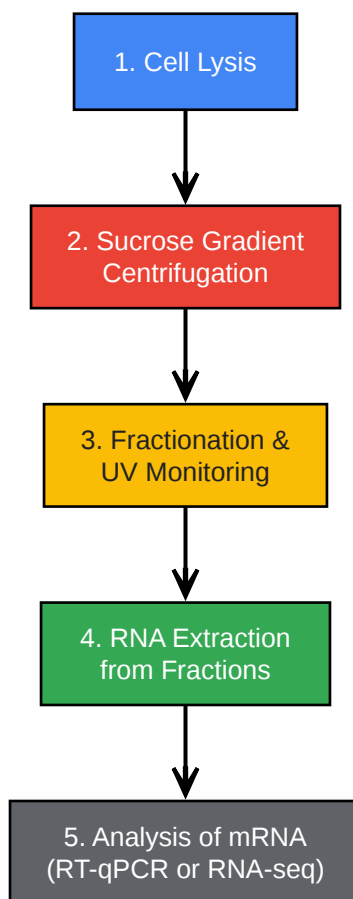 1. Cell Lysis
2. Sucrose Gradient
Centrifugation
3. Fractionation &
UV Monitoring
4. RNA Extraction
from Fractions
5. Analysis of mRNA
(RT-qPCR or RNA-seq)